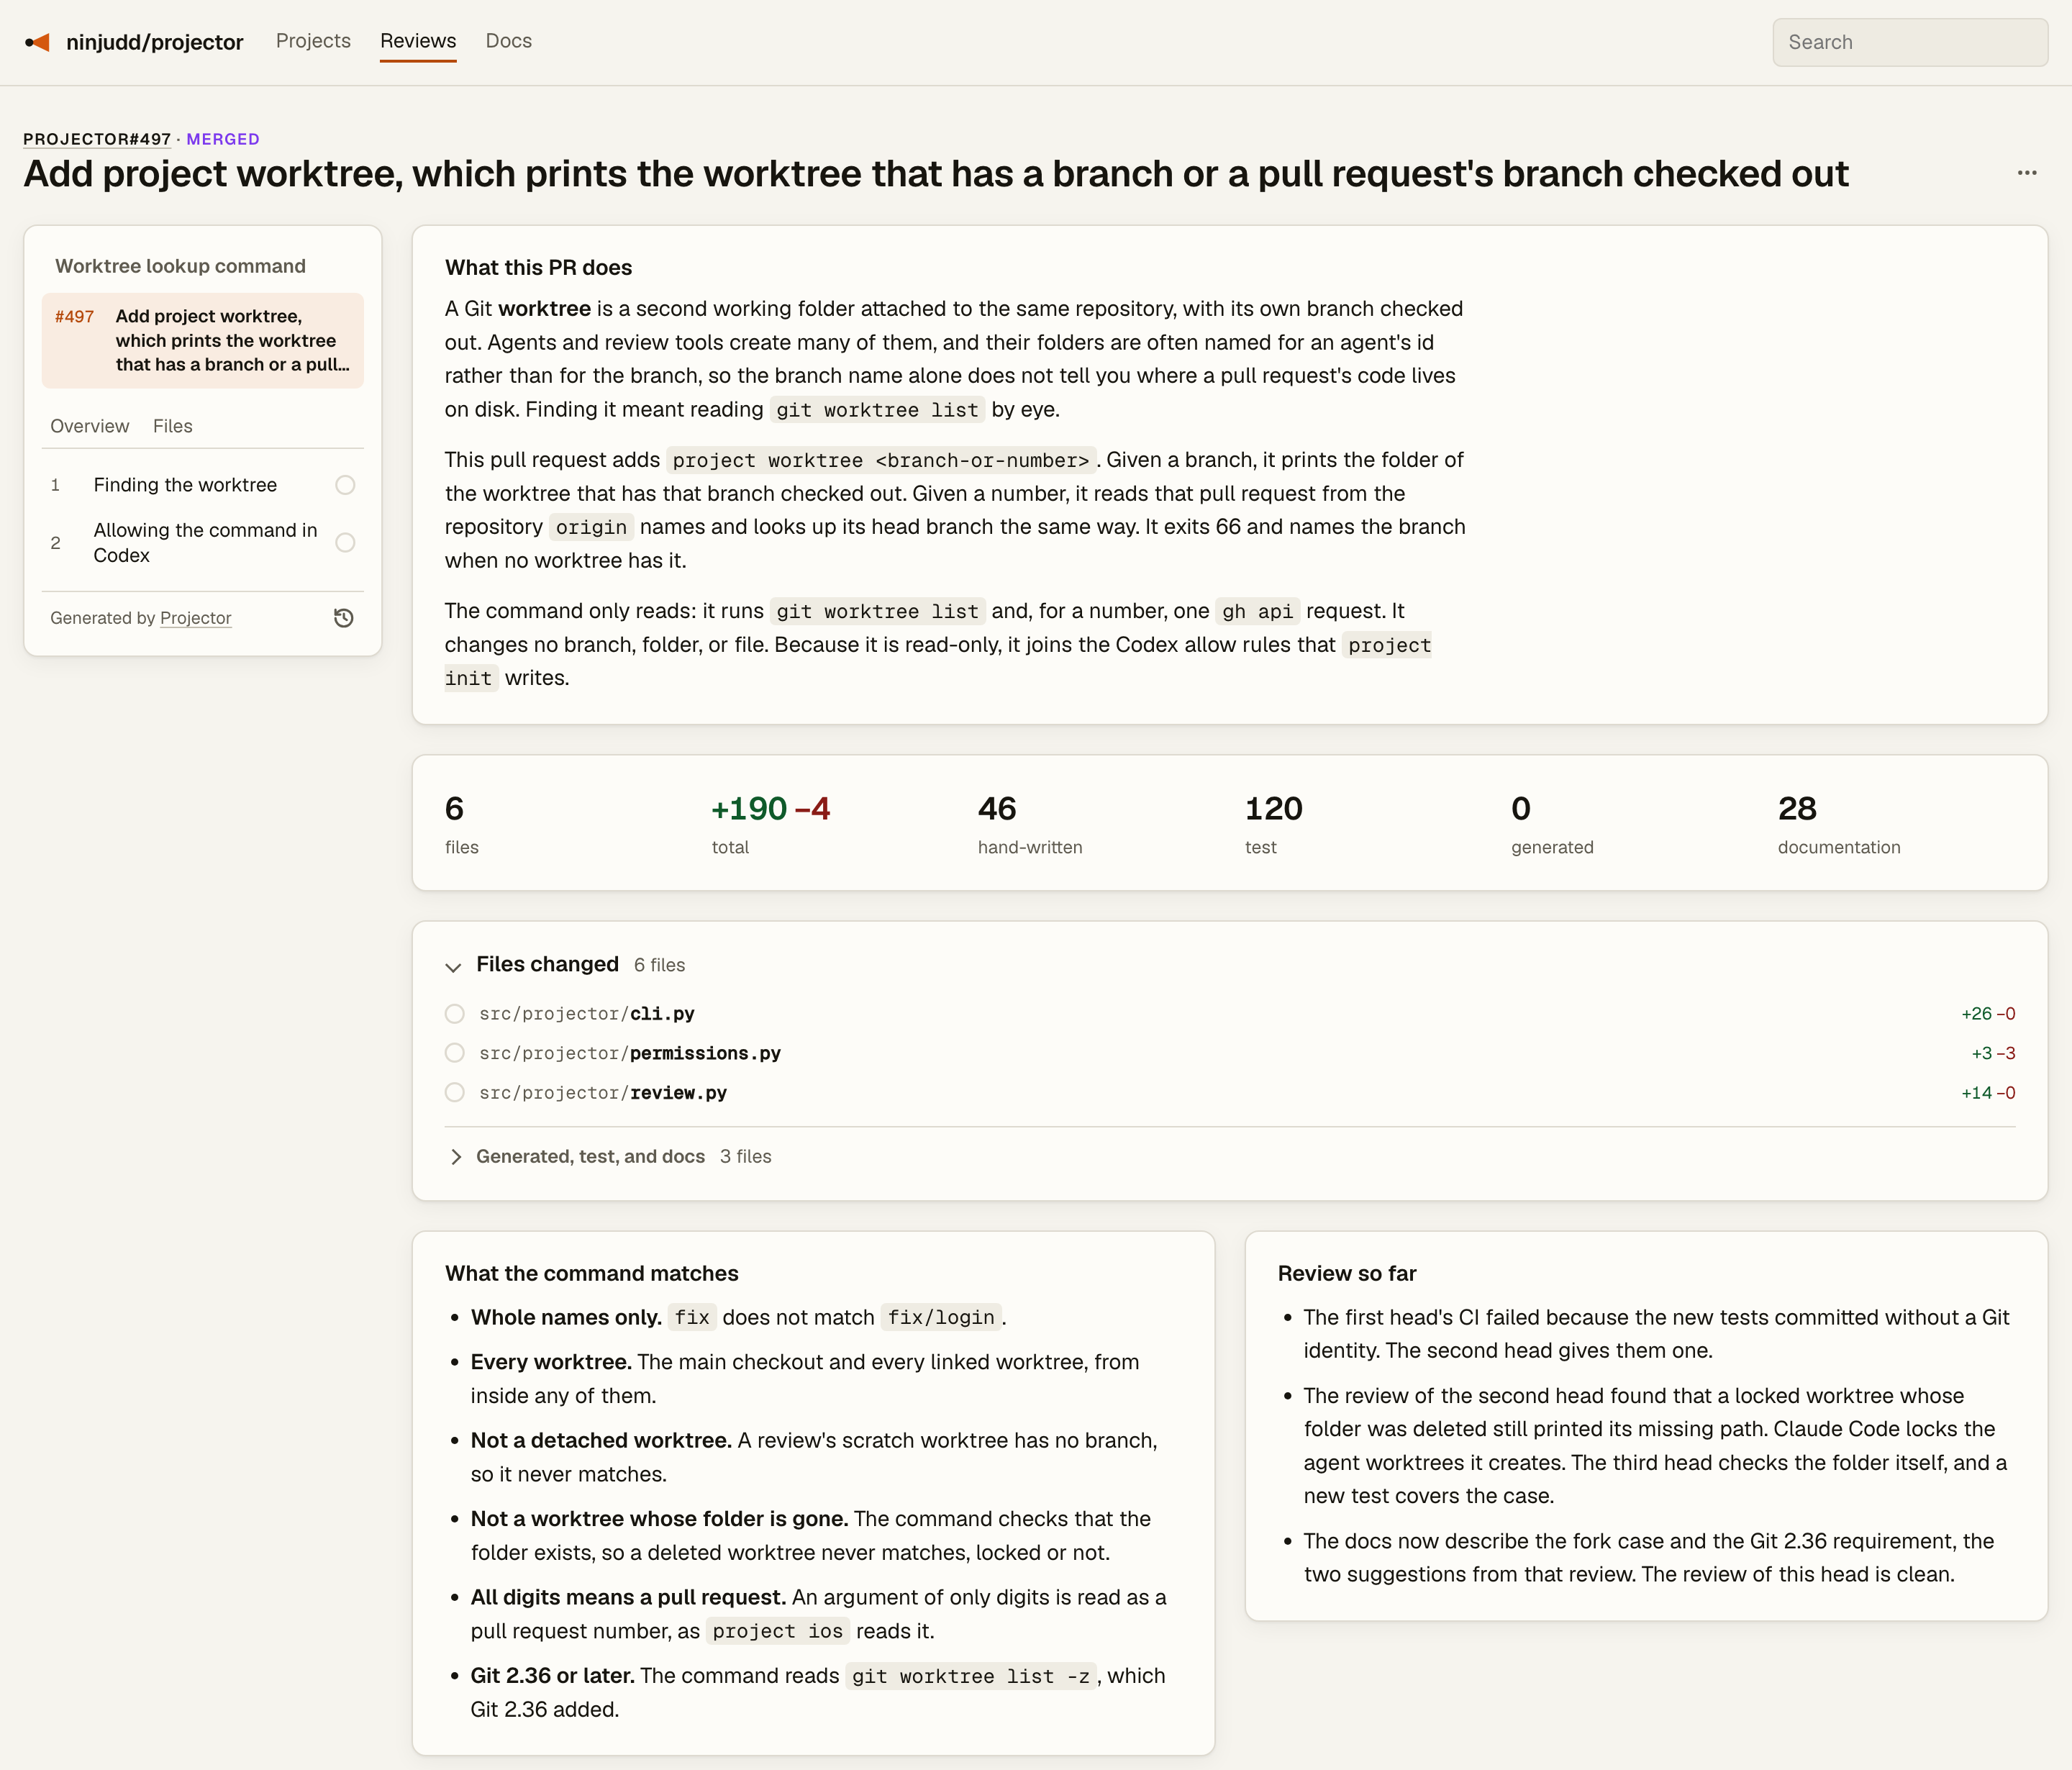 ninjudd/projector Projects Reviews Docs Search
PROJECTOR#497 · MERGED
Add project worktree, which prints the worktree that has a branch or a pull request's branch checked out
Worktree lookup command
#497 Add project worktree,
which prints the worktree
that has a branch or a pull...
Overview Files
1 Finding the worktree
2 Allowing the command in
Codex
Generated by Projector
What this PR does
A Git worktree is a second working folder attached to the same repository, with its own branch checked
out. Agents and review tools create many of them, and their folders are often named for an agent's id
rather than for the branch, so the branch name alone does not tell you where a pull request's code lives
on disk. Finding it meant reading git worktree list by eye.
This pull request adds project worktree <branch-or-number>. Given a branch, it prints the folder of
the worktree that has that branch checked out. Given a number, it reads that pull request from the
repository origin names and looks up its head branch the same way. It exits 66 and names the branch
when no worktree has it.
The command only reads: it runs git worktree list and, for a number, one gh api request. It
changes no branch, folder, or file. Because it is read-only, it joins the Codex allow rules that project
init writes.
6 +190 −4 46 120 0 28
files total hand-written test generated documentation
Files changed 6 files
src/projector/cli.py +26 −0
src/projector/permissions.py +3 −3
src/projector/review.py +14 −0
Generated, test, and docs 3 files
What the command matches
• Whole names only. fix does not match fix/login.
• Every worktree. The main checkout and every linked worktree, from
inside any of them.
• Not a detached worktree. A review's scratch worktree has no branch,
so it never matches.
• Not a worktree whose folder is gone. The command checks that the
folder exists, so a deleted worktree never matches, locked or not.
• All digits means a pull request. An argument of only digits is read as a
pull request number, as project ios reads it.
• Git 2.36 or later. The command reads git worktree list -z, which
Git 2.36 added.
Review so far
• The first head's CI failed because the new tests committed without a Git
identity. The second head gives them one.
• The review of the second head found that a locked worktree whose
folder was deleted still printed its missing path. Claude Code locks the
agent worktrees it creates. The third head checks the folder itself, and a
new test covers the case.
• The docs now describe the fork case and the Git 2.36 requirement, the
two suggestions from that review. The review of this head is clean.